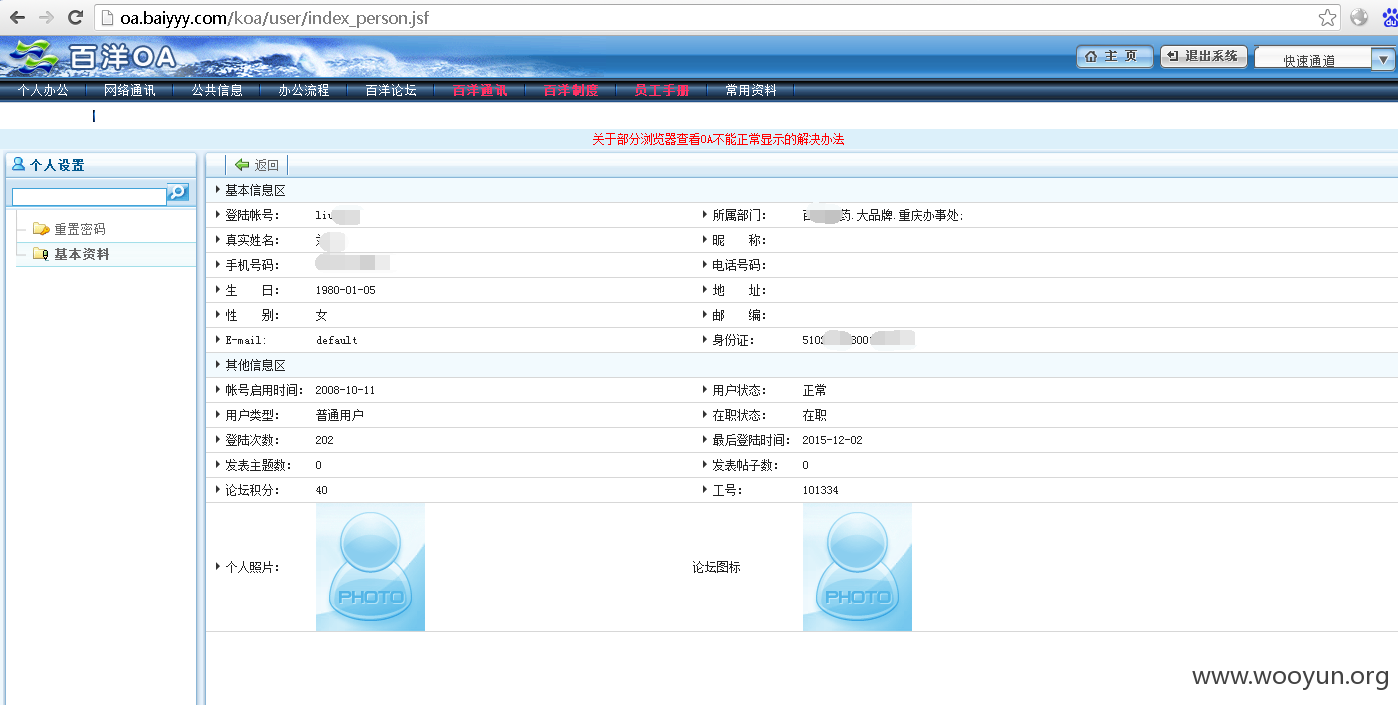 oa.baiyyy.com/koa/user/index_person.jsf
百洋OA
主 页 退出系统 快速通道
个人办公 网络通讯 公共信息 办公流程 百洋论坛 百洋通讯 百洋制度 员工手册 常用资料
关于部分浏览器查看OA不能正常显示的解决办法
个人设置
重置密码
基本资料
返回
基本信息区
登陆帐号: 所属部门: 药.大品牌.重庆办事处;
真实姓名: 昵 称:
手机号码: 电话号码:
生 日: 1980-01-05 地 址:
性 别: 女 邮 编:
E-mail: default 身份证:
其他信息区
帐号启用时间: 2008-10-11 用户状态: 正常
用户类型: 普通用户 在职状态: 在职
登陆次数: 202 最后登陆时间: 2015-12-02
发表主题数: 0 发表帖子数: 0
论坛积分: 40 工号: 101334
个人照片: PHOTO 论坛图标 PHOTO
www.wooyun.org